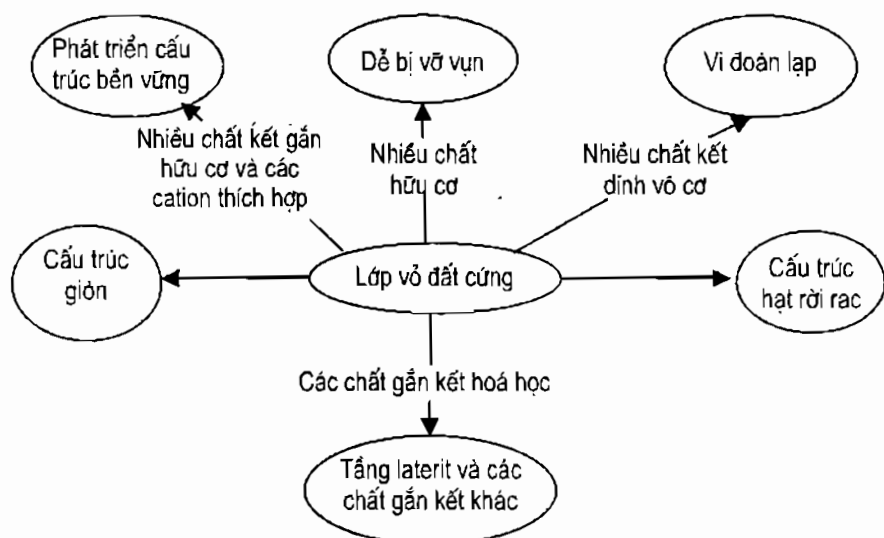 Phát triển cấu
trúc bền vững
Dễ bị vỡ vụn
Vi đoàn lạp
Nhiều chất kết gắn
hữu cơ và các
cation thích hợp
Nhiều chất
hữu cơ
Nhiều chất kết
dính vô cơ
Cấu trúc
giòn
Lớp vỏ đất cứng
Cấu trúc
hạt rời rạc
Các chất gắn kết hoá học
Tầng laterit và các
chất gắn kết khác